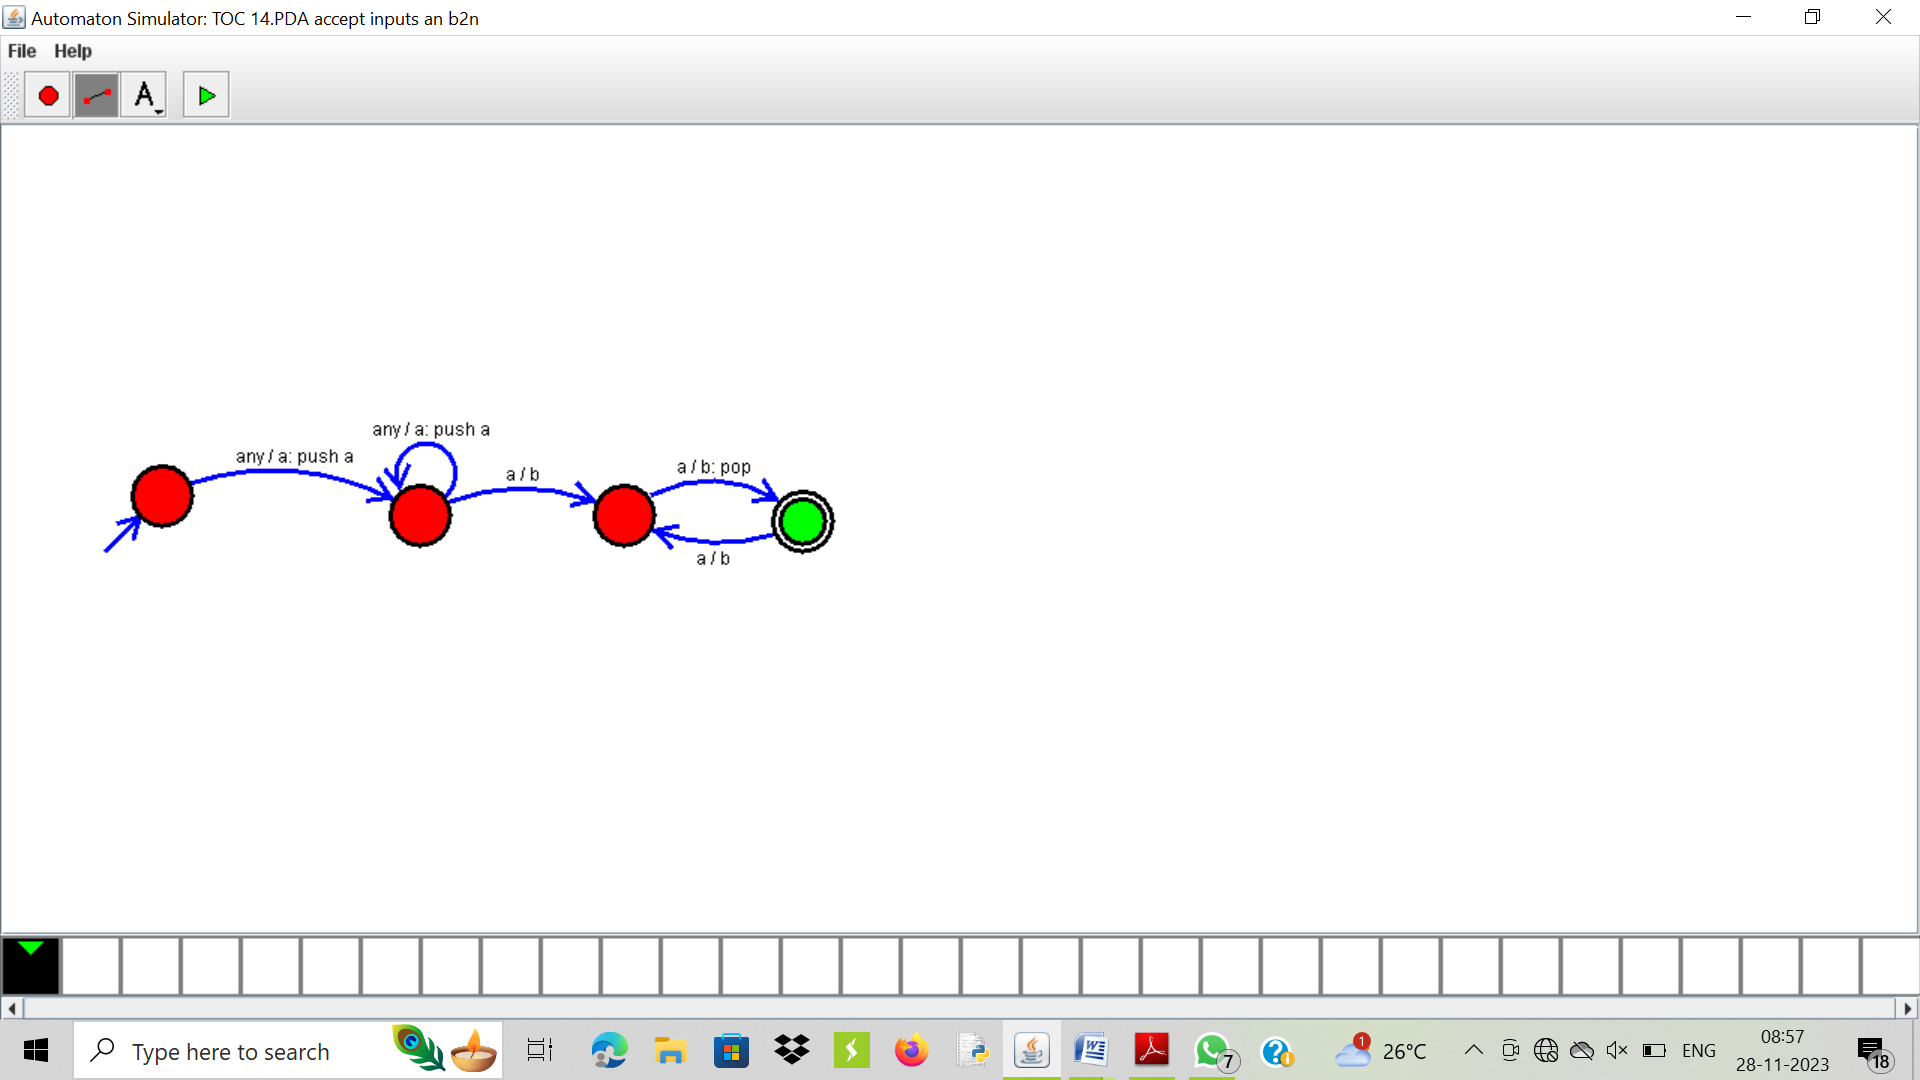 Automaton Simulator: TOC 14.PDA accept inputs an b2n
File Help
A
any / a: push a
any / a: push a
a / b
a / b: pop
a / b
Type here to search
7
1
26°C
ENG
08:57
28-11-2023
18